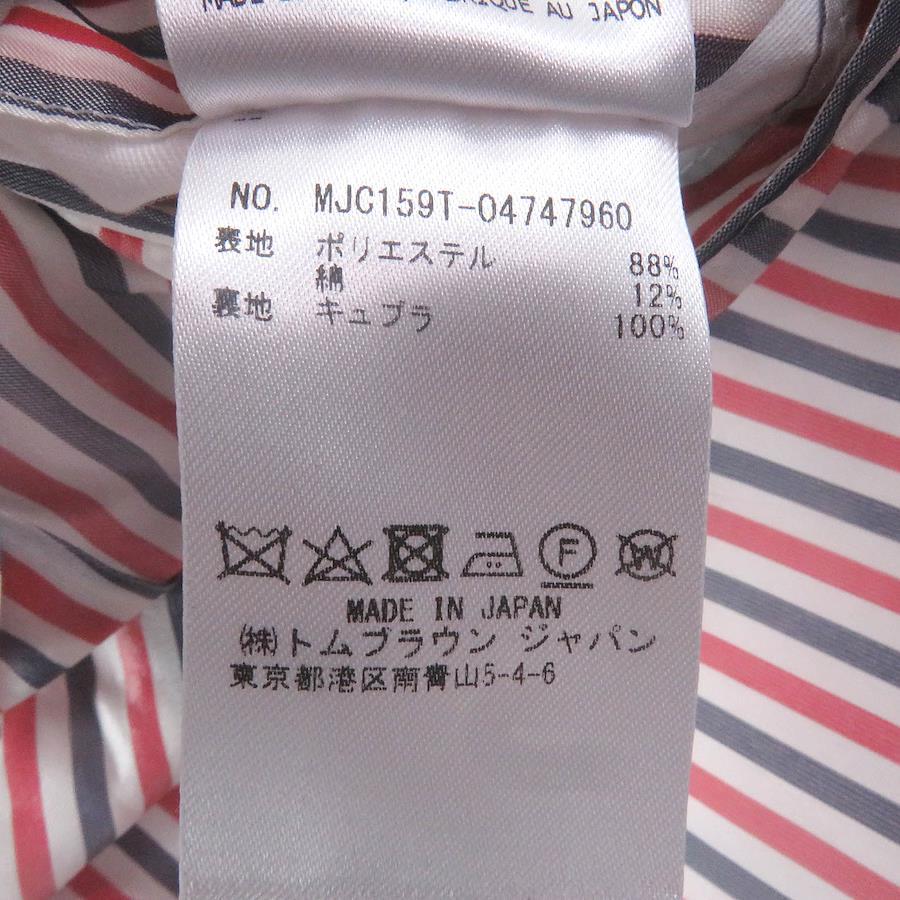 AU JAPON
NO. MJC159T-04747960
表地 ポリエステル 88%
綿 12%
裏地 キュプラ 100%
F W
MADE IN JAPAN
㈱トムブラウン ジャパン
東京都港区南青山5-4-6